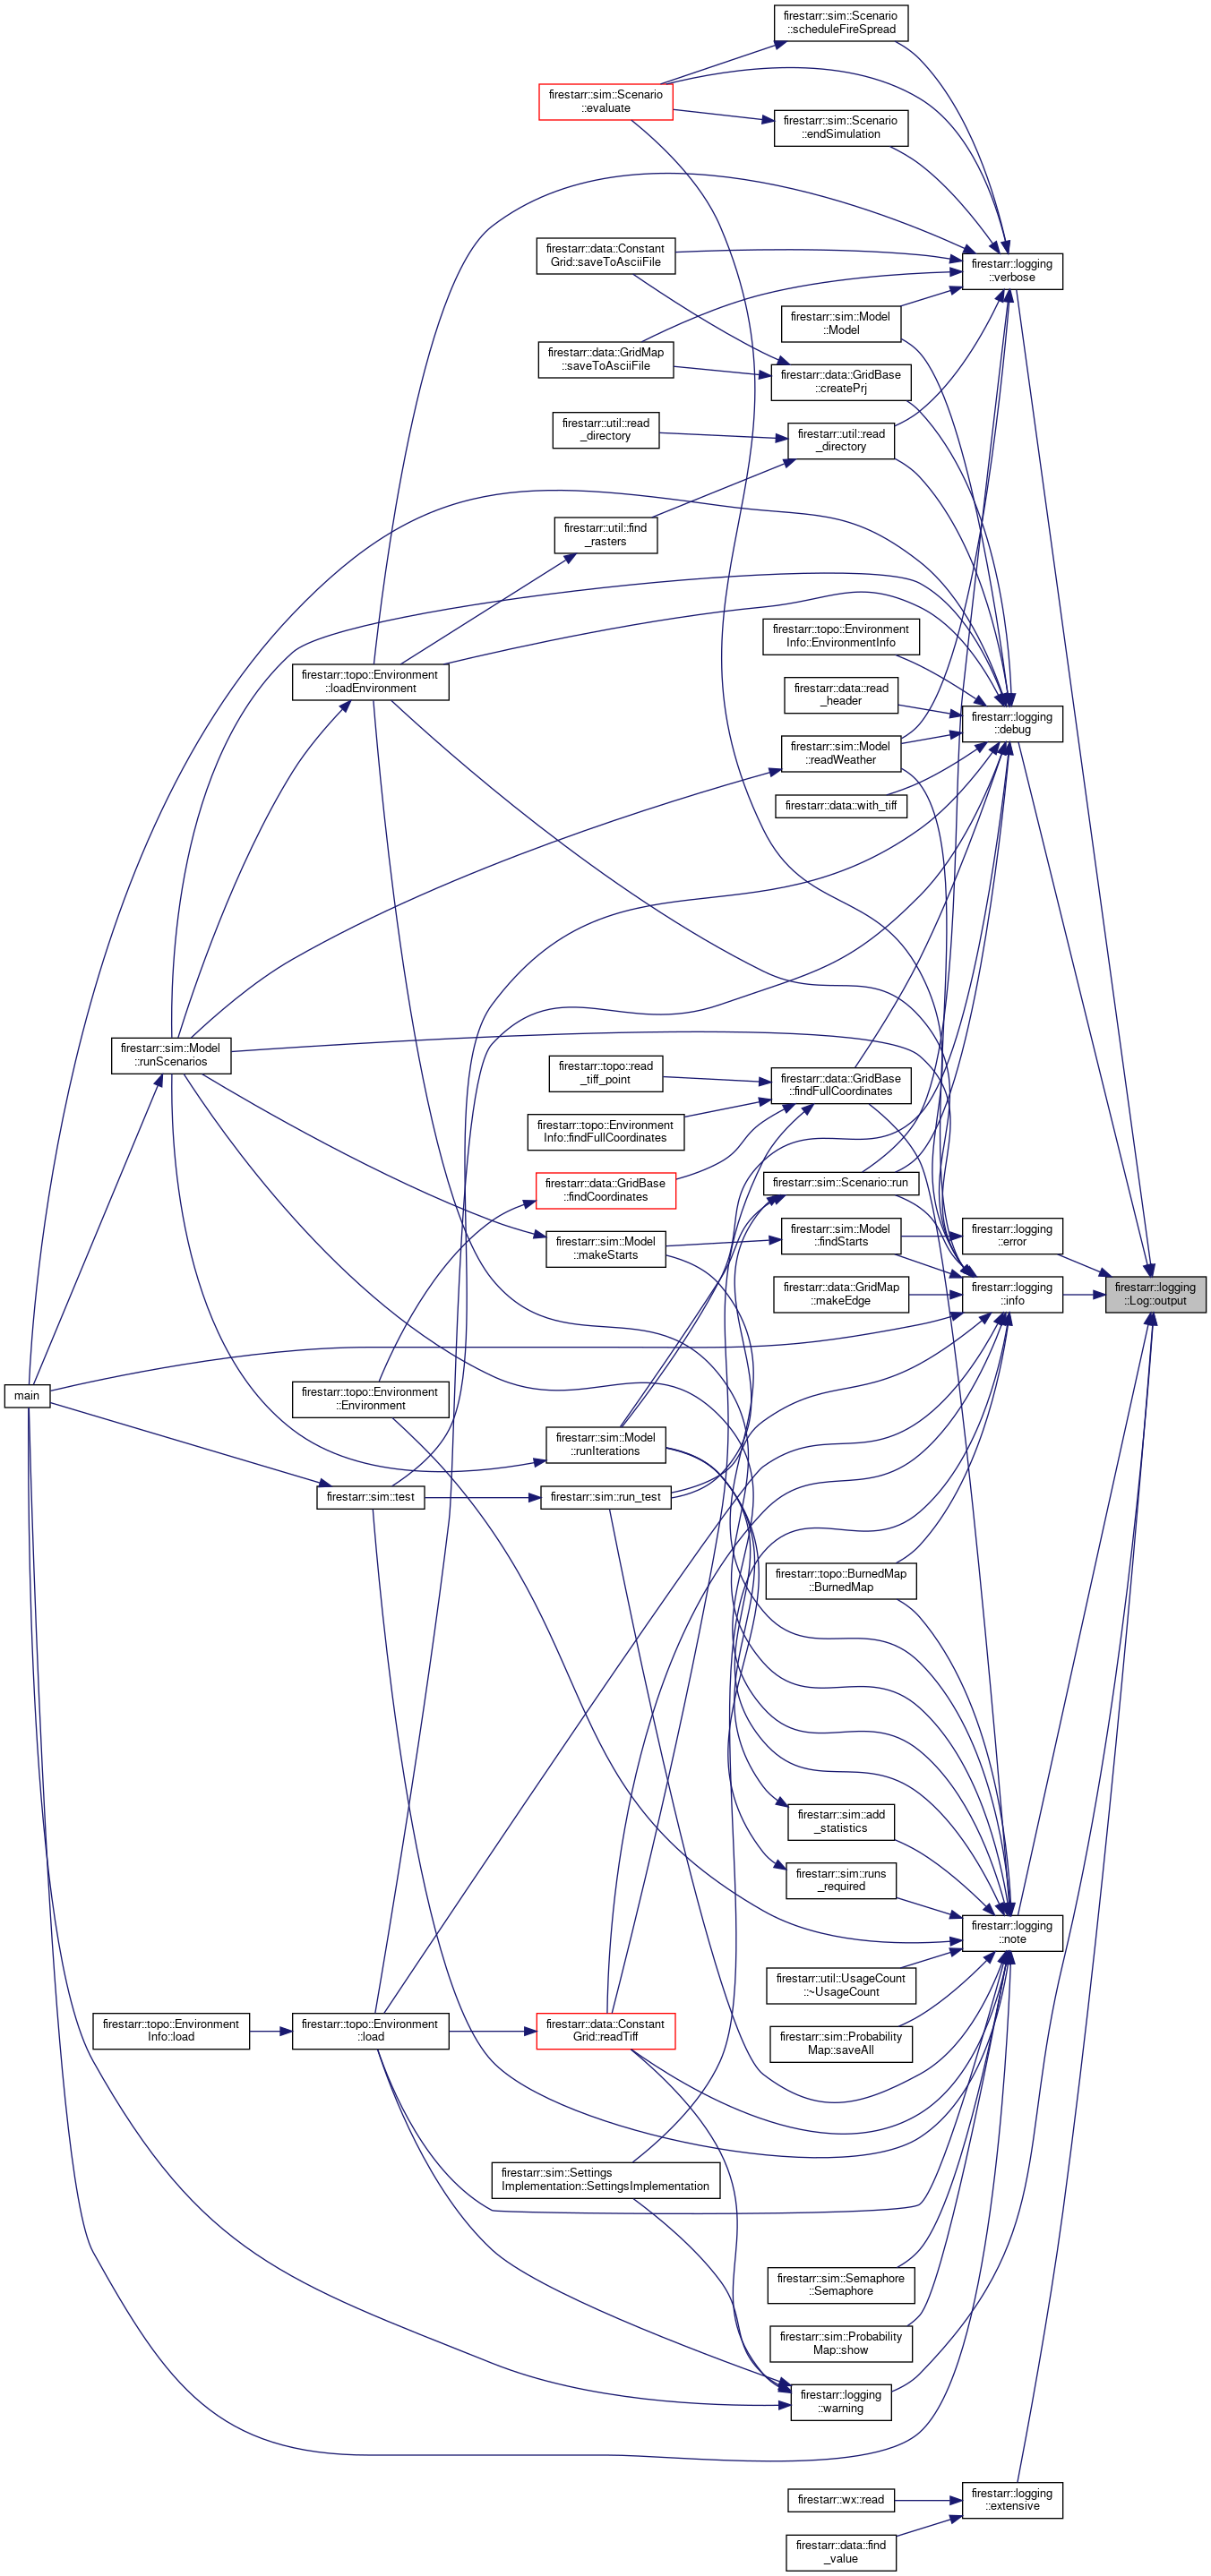 firestarr::sim::Scenario
::scheduleFireSpread
firestarr::sim::Scenario
::evaluate
firestarr::sim::Scenario
::endSimulation
firestarr::data::Constant
Grid::saveToAsciiFile
firestarr::logging
::verbose
firestarr::sim::Model
::Model
firestarr::data::GridMap
::saveToAsciiFile
firestarr::data::GridBase
::createPrj
firestarr::util::read
_directory
firestarr::util::read
_directory
firestarr::util::find
_rasters
firestarr::topo::Environment
Info::EnvironmentInfo
firestarr::topo::Environment
::loadEnvironment
firestarr::data::read
_header
firestarr::logging
::debug
firestarr::sim::Model
::readWeather
firestarr::data::with_tiff
firestarr::sim::Model
::runScenarios
firestarr::topo::read
_tiff_point
firestarr::data::GridBase
::findFullCoordinates
firestarr::topo::Environment
Info::findFullCoordinates
firestarr::data::GridBase
::findCoordinates
firestarr::sim::Scenario::run
firestarr::sim::Model
::makeStarts
firestarr::sim::Model
::findStarts
firestarr::logging
::error
firestarr::data::GridMap
::makeEdge
firestarr::logging
::info
firestarr::logging
::Log::output
main
firestarr::topo::Environment
::Environment
firestarr::sim::Model
::runIterations
firestarr::sim::test
firestarr::sim::run_test
firestarr::topo::BurnedMap
::BurnedMap
firestarr::sim::add
_statistics
firestarr::sim::runs
_required
firestarr::logging
::note
firestarr::util::UsageCount
::~UsageCount
firestarr::topo::Environment
Info::load
firestarr::topo::Environment
::load
firestarr::data::Constant
Grid::readTiff
firestarr::sim::Probability
Map::saveAll
firestarr::sim::Settings
Implementation::SettingsImplementation
firestarr::sim::Semaphore
::Semaphore
firestarr::sim::Probability
Map::show
firestarr::logging
::warning
firestarr::wx::read
firestarr::logging
::extensive
firestarr::data::find
_value